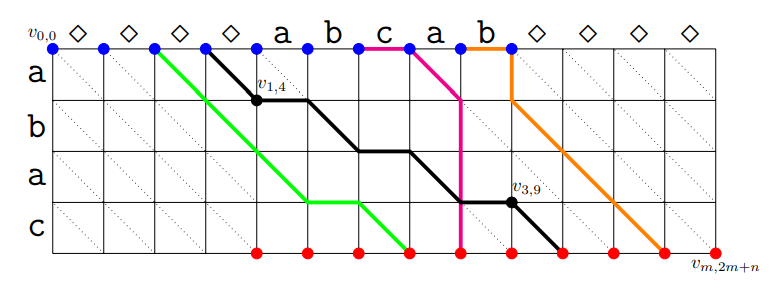 v0,0 ◇ ◇ ◇ ◇ a b c a b ◇ ◇ ◇ ◇
a
v1,4
b
a
v3,9
c
vm,2m+n